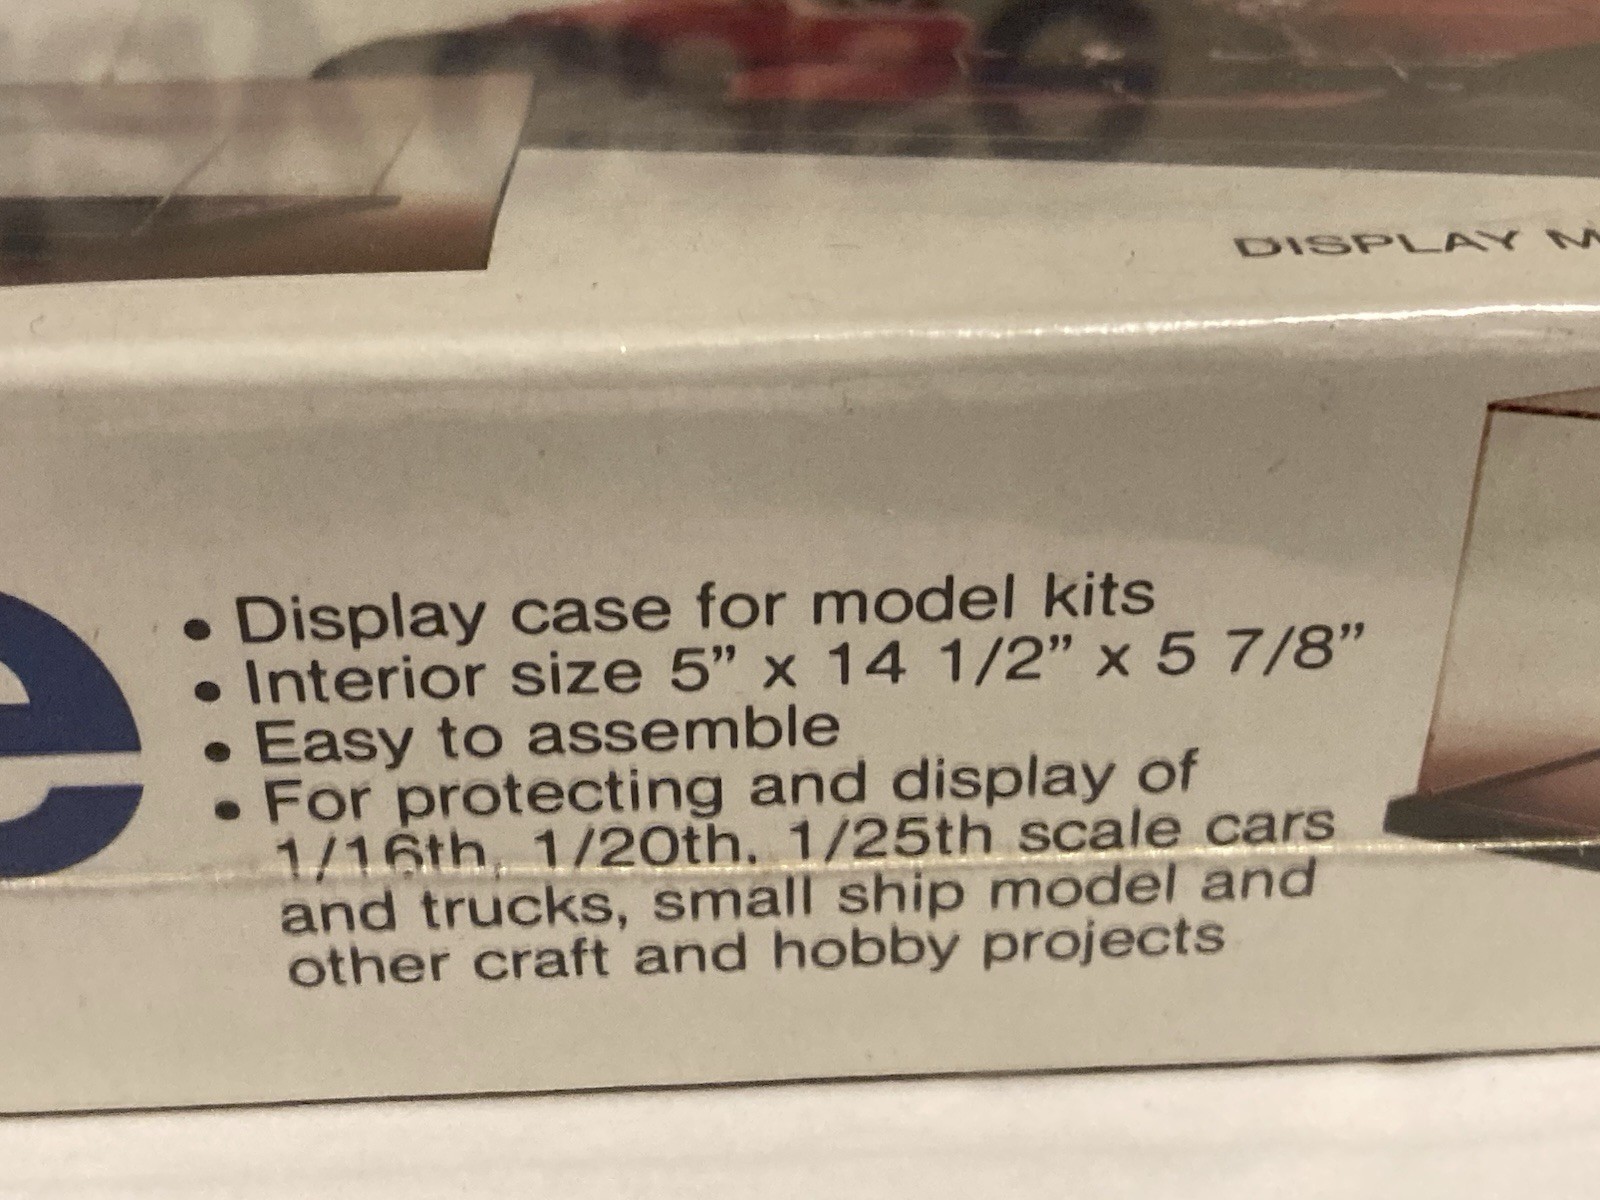 DISPLAY M
e
• Display case for model kits
• Interior size 5” x 14 1/2” x 5 7/8”
• Easy to assemble
• For protecting and display of
1/16th, 1/20th, 1/25th scale cars
and trucks, small ship model and
other craft and hobby projects